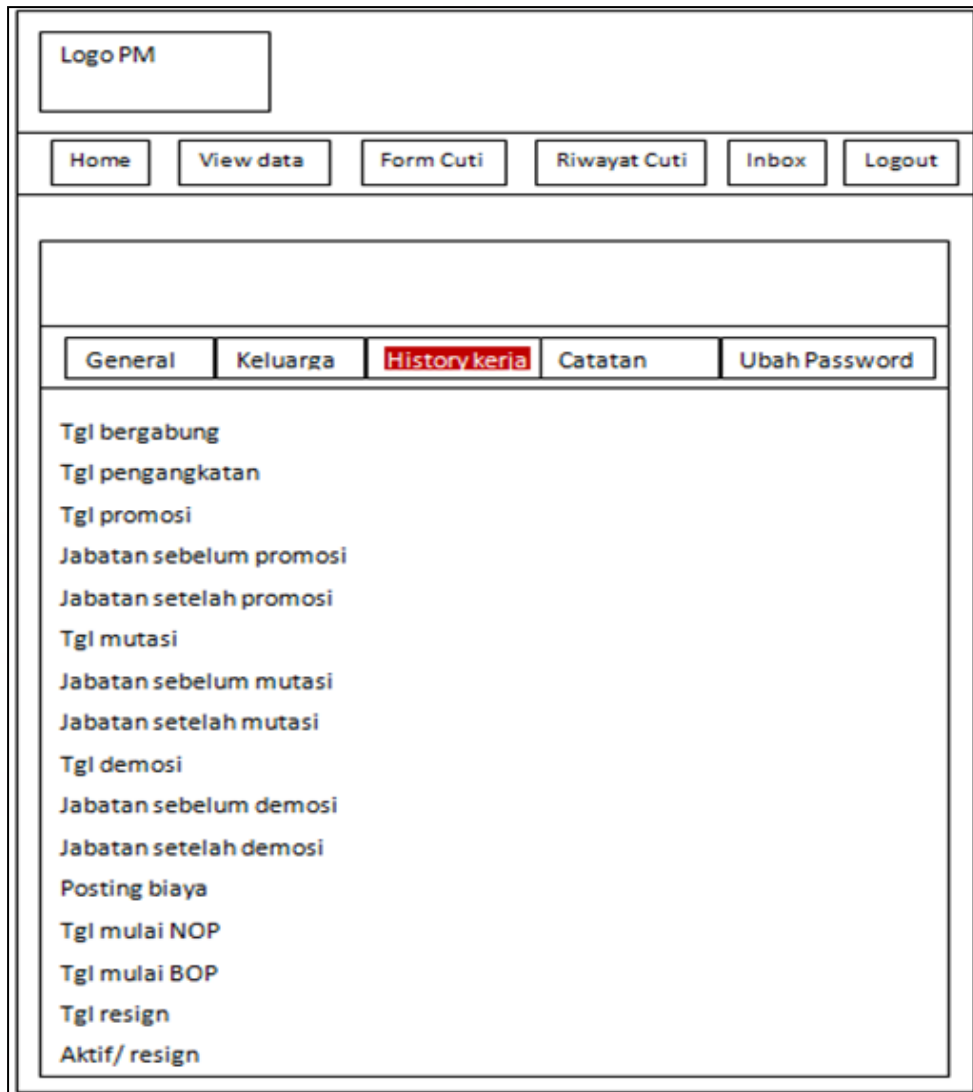 Logo PM
Home View data Form Cuti Riwayat Cuti Inbox Logout
General Keluarga History kerja Catatan Ubah Password
Tgl bergabung
Tgl pengangkatan
Tgl promosi
Jabatan sebelum promosi
Jabatan setelah promosi
Tgl mutasi
Jabatan sebelum mutasi
Jabatan setelah mutasi
Tgl demosi
Jabatan sebelum demosi
Jabatan setelah demosi
Posting biaya
Tgl mulai NOP
Tgl mulai BOP
Tgl resign
Aktif/ resign